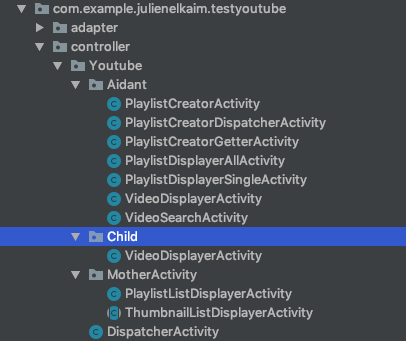 com.example.julienelkaim.testyoutube
adapter
controller
Youtube
Aidant
PlaylistCreatorActivity
PlaylistCreatorDispatcherActivity
PlaylistCreatorGetterActivity
PlaylistDisplayerAllActivity
PlaylistDisplayerSingleActivity
VideoDisplayerActivity
VideoSearchActivity
Child
VideoDisplayerActivity
MotherActivity
PlaylistListDisplayerActivity
ThumbnailListDisplayerActivity
DispatcherActivity